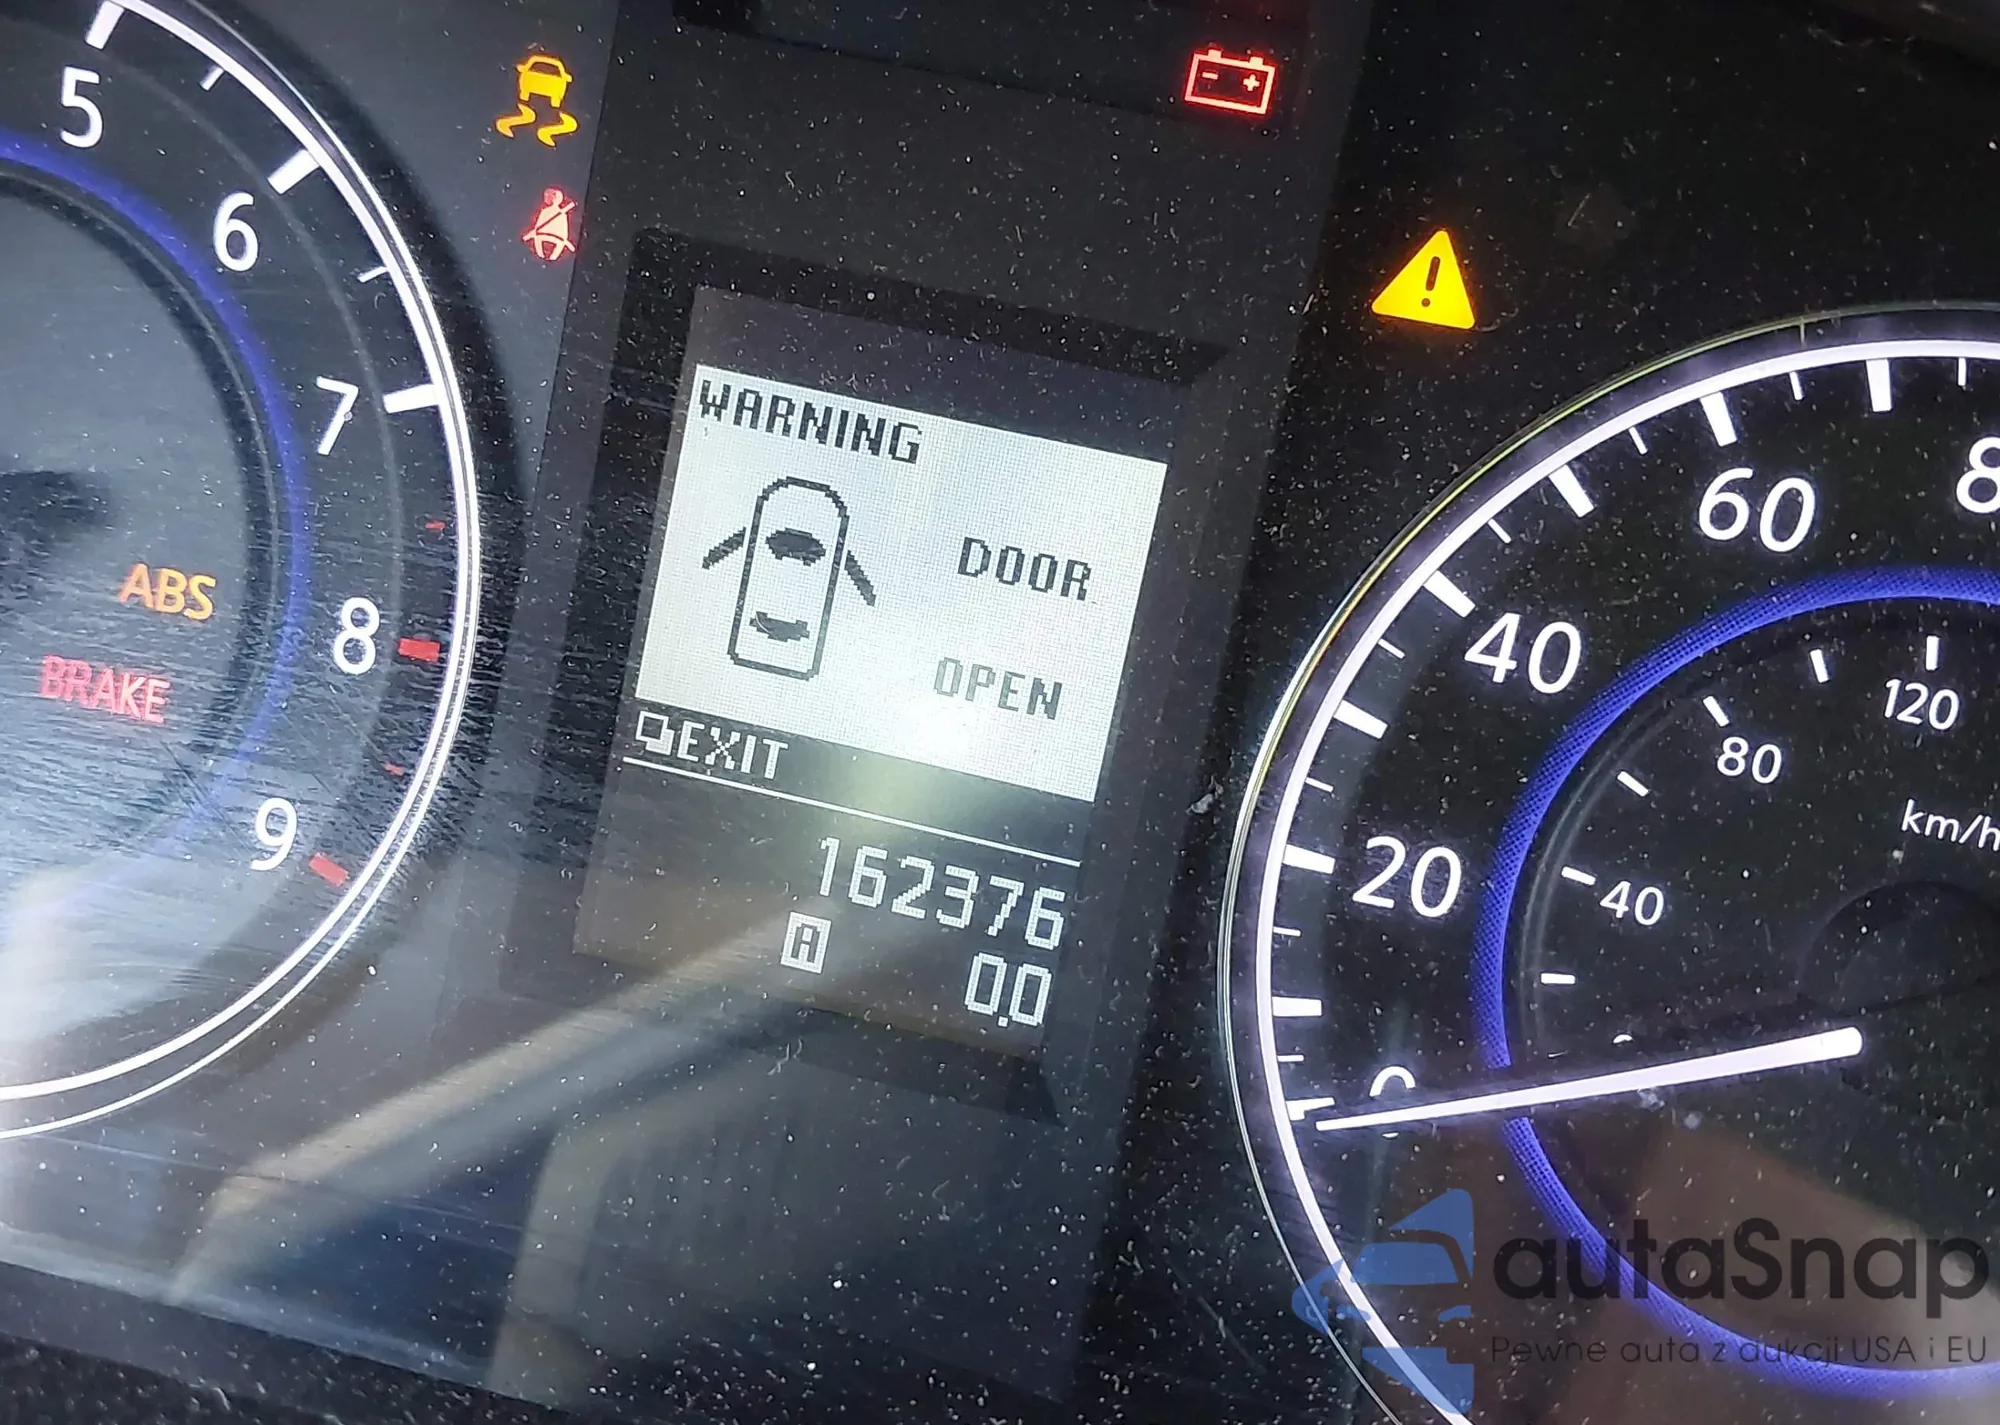 5
6
7
8
9
ABS
BRAKE
WARNING
DOOR
OPEN
EXIT
162376
A 0.0
0
20
40
60
40
80
120
km/h
autaSnap
Pewne auta z aukcji USA i EU